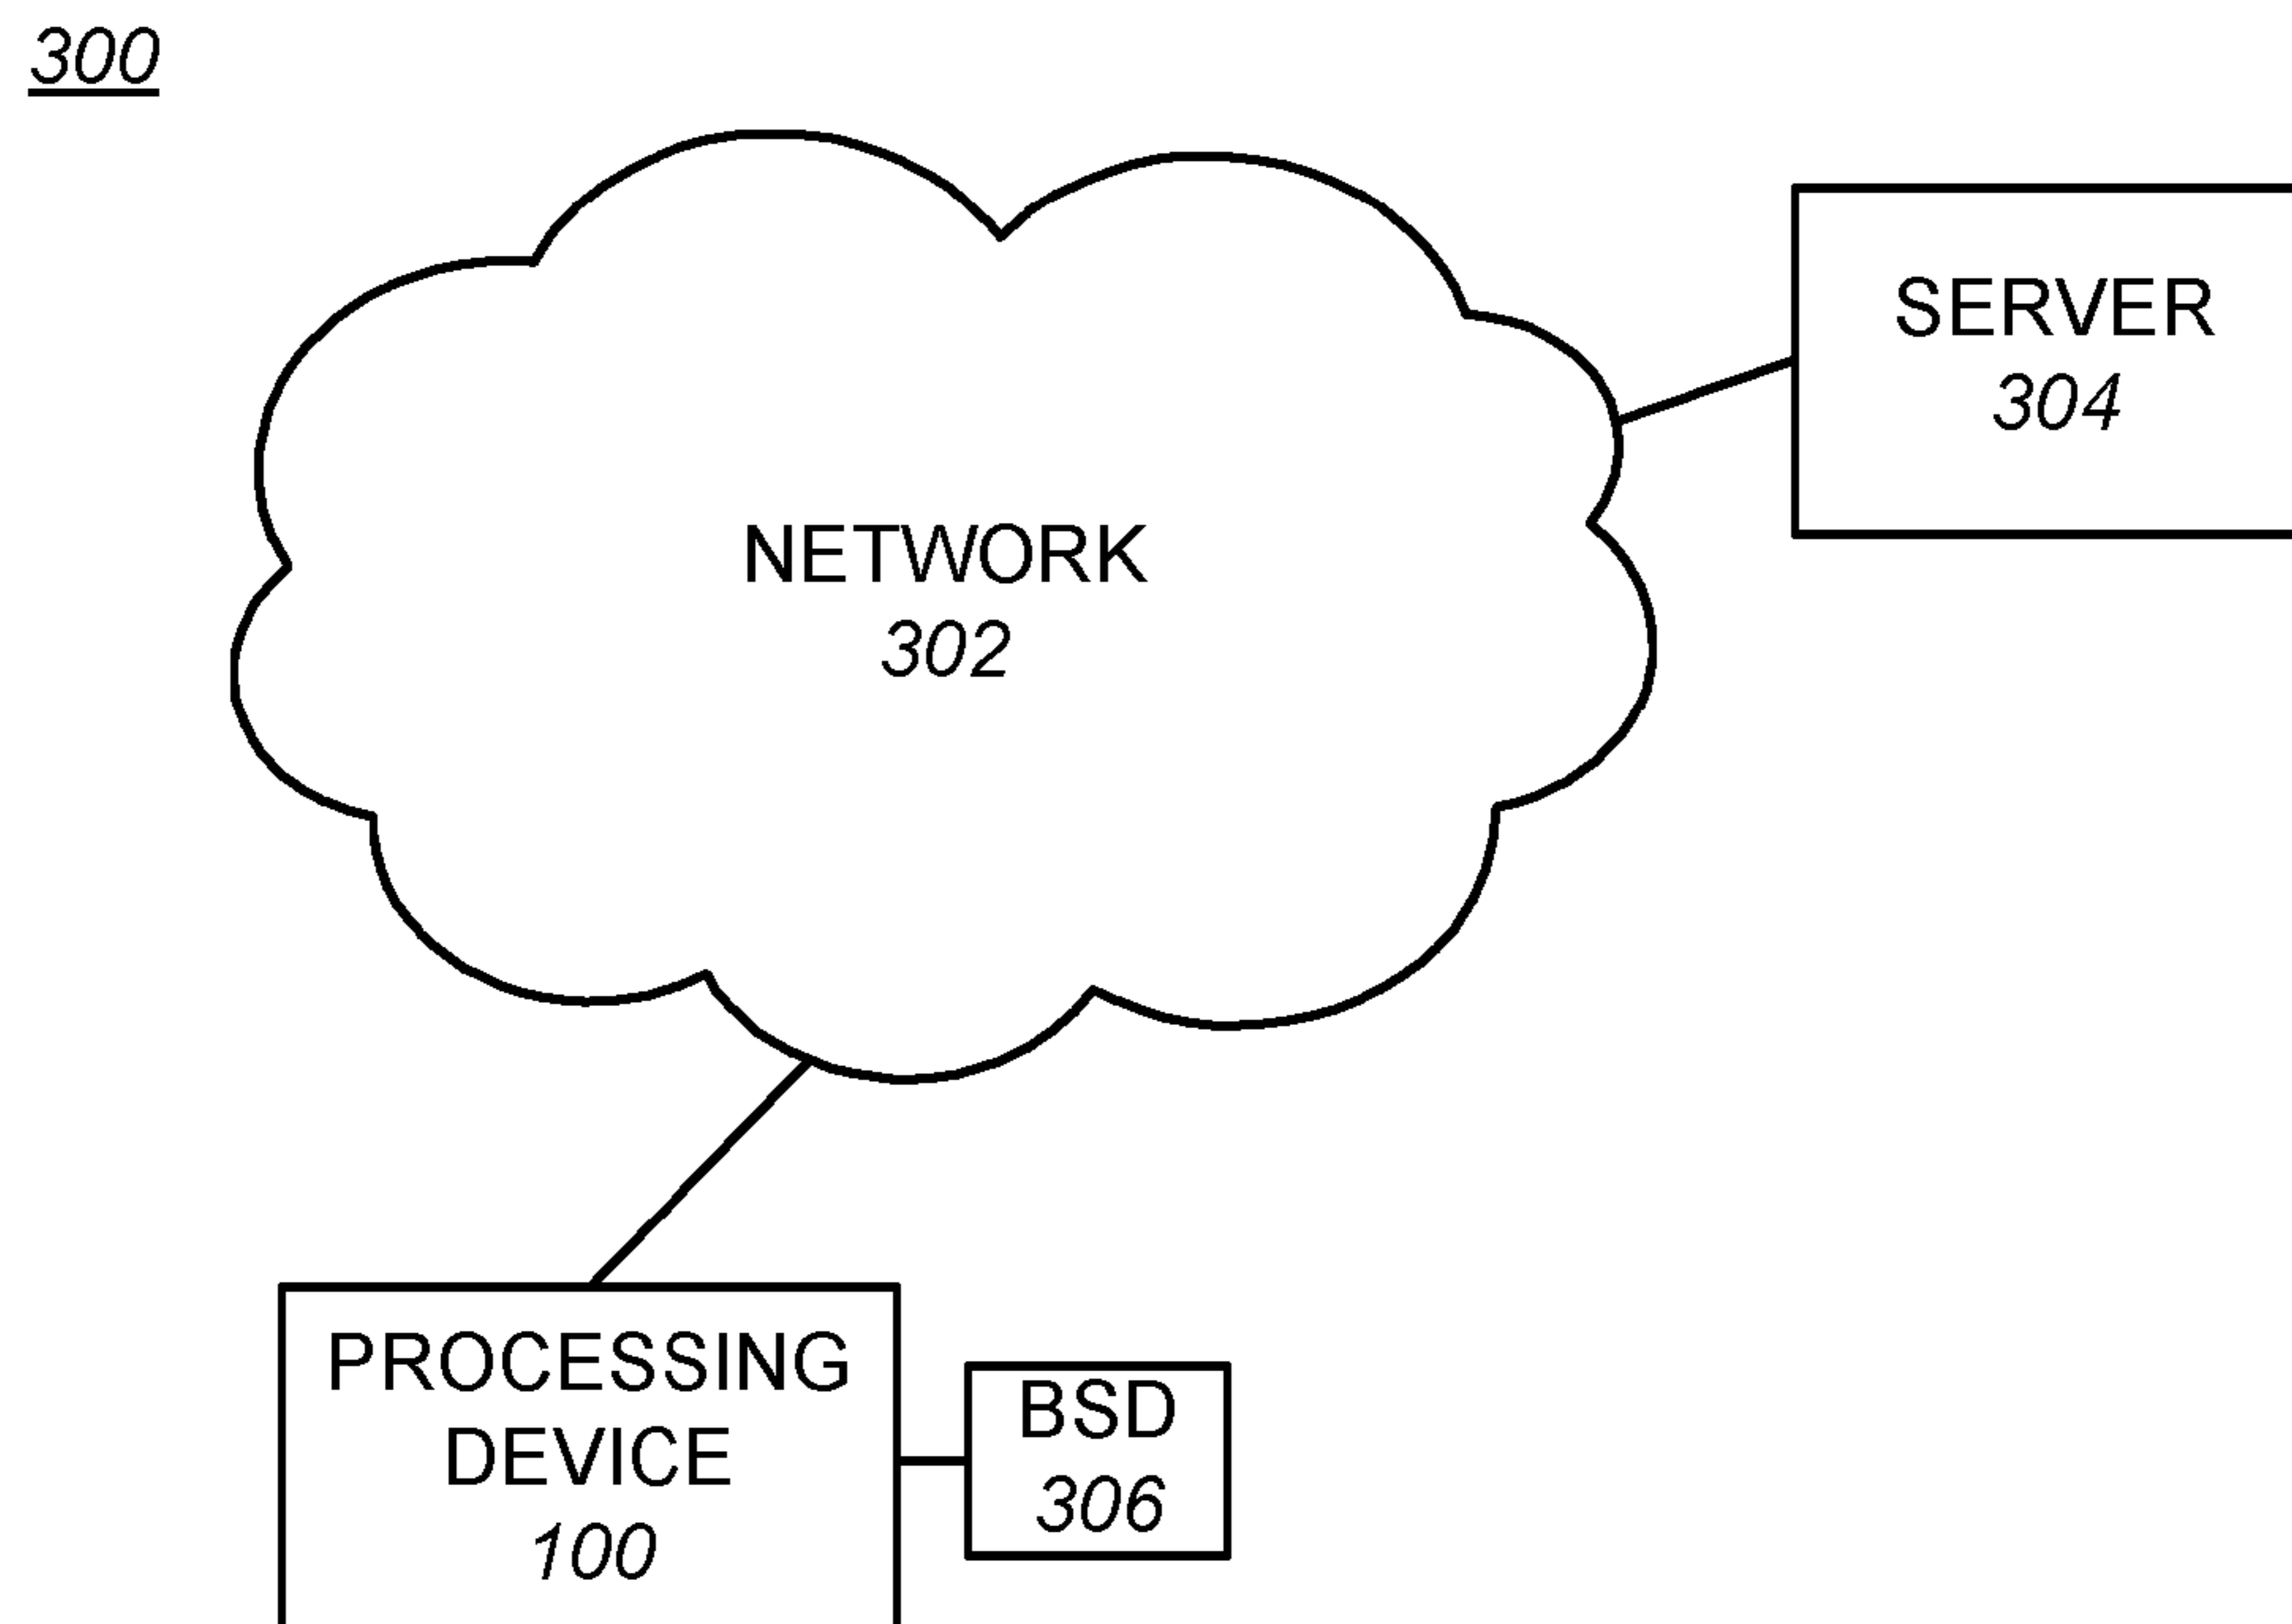 300
SERVER
304
NETWORK
302
PROCESSING
DEVICE
100
BSD
306